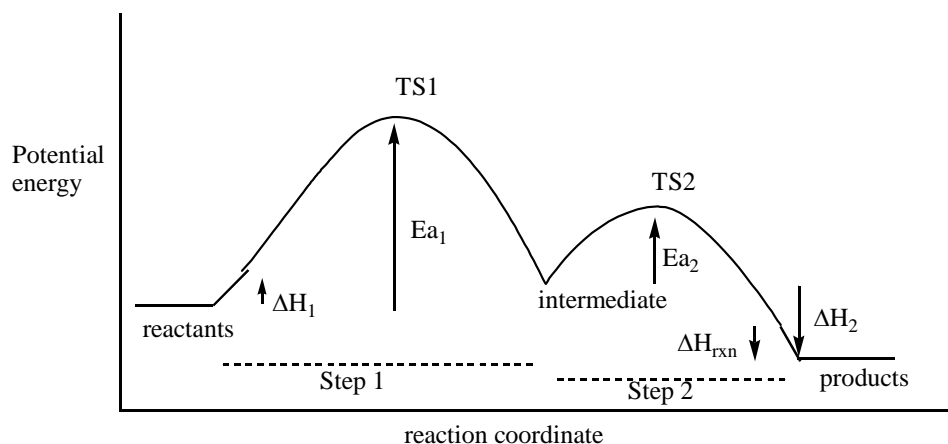 TS1
Potential
energy
TS2
Ea₁
Ea₂
intermediate
reactants
ΔH₁
ΔH₂
ΔHrxn
Step 1
Step 2
products
reaction coordinate